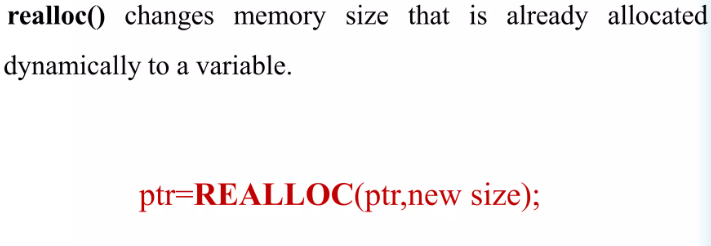 realloc() changes memory size that is already allocated
dynamically to a variable.
ptr=REALLOC(ptr,new size);